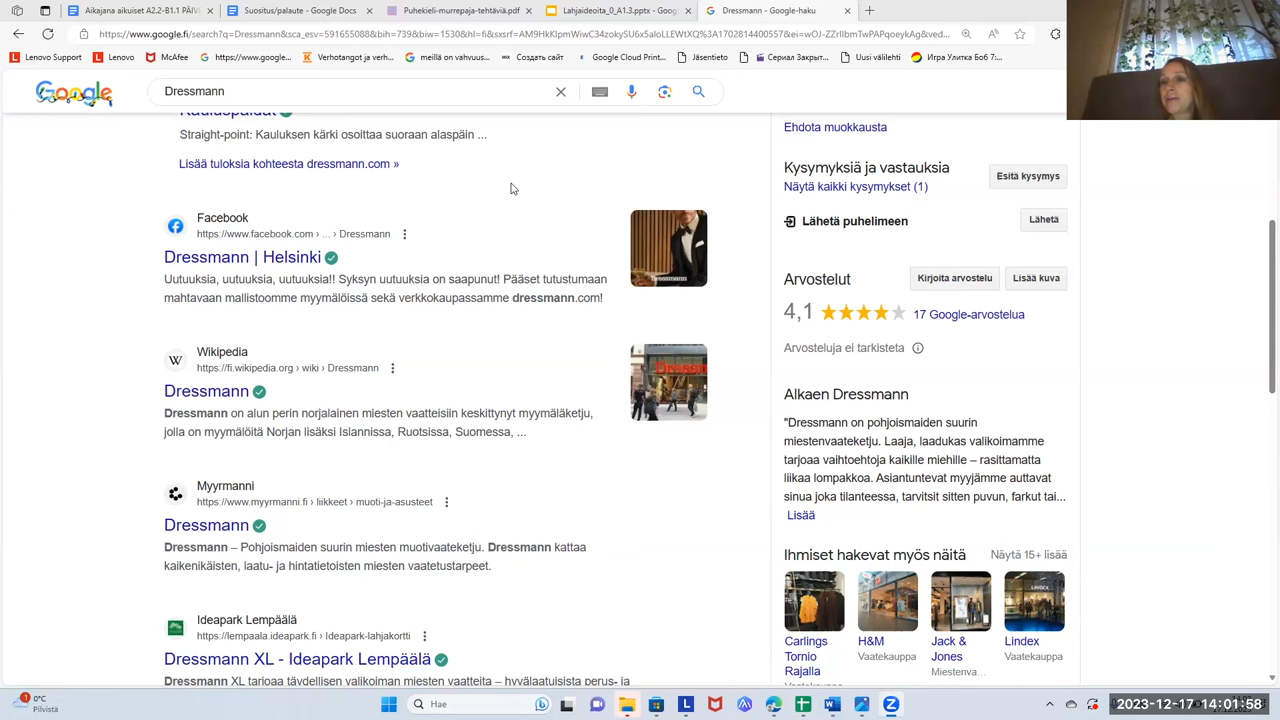 Aikajana aikuiset A2.2-B1.1 PÄIV
Suositus/palaute - Google Docs
Puhekieli-murrepaja-tehtäviä.pdf
Lahjaideoita_0_A1.3.pptx - Google
Dressmann - Google-haku
Lenovo Support
Lenovo
McAfee
https://www.google...
Verhotangot ja verh...
meillä on vahvuus...
Создать сайт
Google Cloud Print...
Jäsentieto
Сериал Закрыт...
Uusi välilehti
Игра Улитка Боб 7:...
Google
Dressmann
Straight-point: Kauluksen kärki osoittaa suoraan alaspäin ...
Lisää tuloksia kohteesta dressmann.com »
Facebook
https://www.facebook.com › ... › Dressmann
Dressmann | Helsinki
Uutuuksia, uutuuksia, uutuuksia!! Syksyn uutuuksia on saapunut! Pääset tutustumaan
mahtavaan mallistoomme myymälöissä sekä verkkokaupassamme dressmann.com!
Wikipedia
https://fi.wikipedia.org › wiki › Dressmann
Dressmann
Dressmann on alun perin norjalainen miesten vaatteisiin keskittynyt myymäläketju,
jolla on myymälöitä Norjan lisäksi Islannissa, Ruotsissa, Suomessa, ...
Myyrmanni
https://www.myyrmanni.fi › liikkeet › muoti-ja-asusteet
Dressmann
Dressmann – Pohjoismaiden suurin miesten muotivaateketju. Dressmann kattaa
kaikenikäisten, laatu- ja hintatietoisten miesten vaatetustarpeet.
Ideapark Lempäälä
https://lempaala.ideapark.fi › Ideapark-lahjakortti
Dressmann XL - Ideapark Lempäälä
Dressmann XL tarjoaa täydellisen valikoiman miesten vaatteita – hyvälaatuisista perus- ja
Ehdota muokkausta
Kysymyksiä ja vastauksia
Esitä kysymys
Näytä kaikki kysymykset (1)
Lähetä puhelimeen
Lähetä
Arvostelut
Kirjoita arvostelu
Lisää kuva
4,1
17 Google-arvostelua
Arvosteluja ei tarkisteta
Alkaen Dressmann
"Dressmann on pohjoismaiden suurin
miestenvaateketju. Laaja, laadukas valikoimamme
tarjoaa vaihtoehtoja kaikille miehille – rasittamatta
liikaa lompakkoa. Asiantuntevat myyjämme auttavat
sinua joka tilanteessa, tarvitsit sitten puvun, farkut tai...
Lisää
Ihmiset hakevat myös näitä
Näytä 15+ lisää
Carlings
Tornio
Rajalla
H&M
Vaatekauppa
Jack &
Jones
Miestenva...
Lindex
Vaatekauppa
0°C
Pilvistä
Hae
2023-12-17 14:01:58